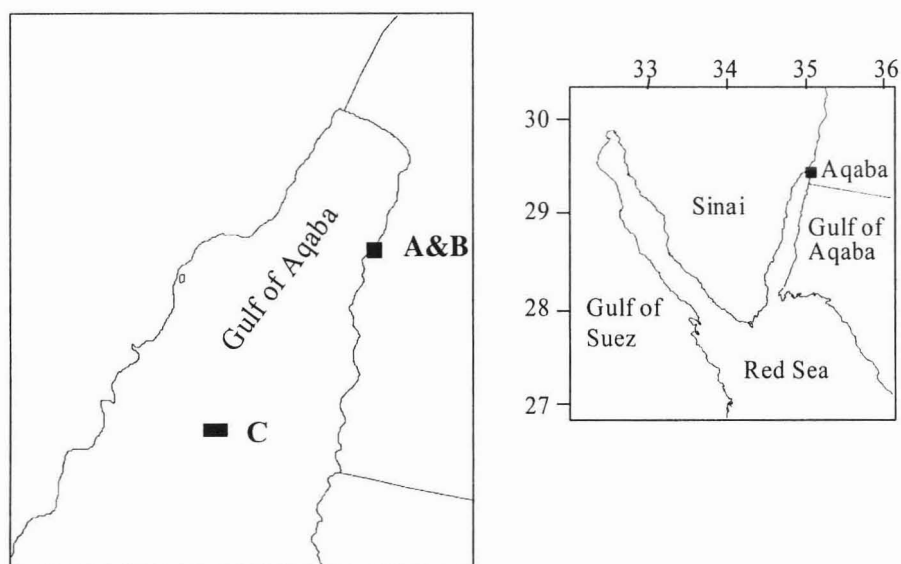 Gulf of Aqaba
A&B
C
33 34 35 36
30
29
28
27
Aqaba
Sinai
Gulf of
Aqaba
Gulf of
Suez
Red Sea